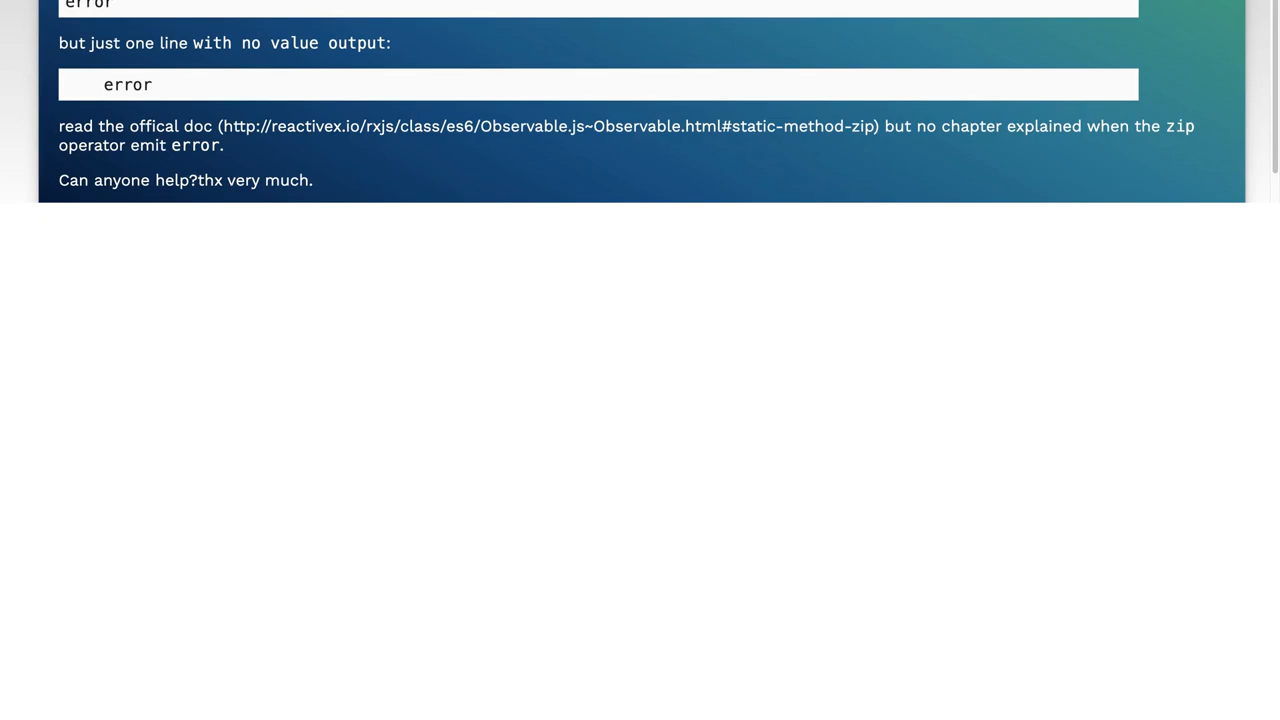 error
but just one line with no value output:
error
read the offical doc (http://reactivex.io/rxjs/class/es6/Observable.js~Observable.html#static-method-zip) but no chapter explained when the zip
operator emit error.
Can anyone help?thx very much.